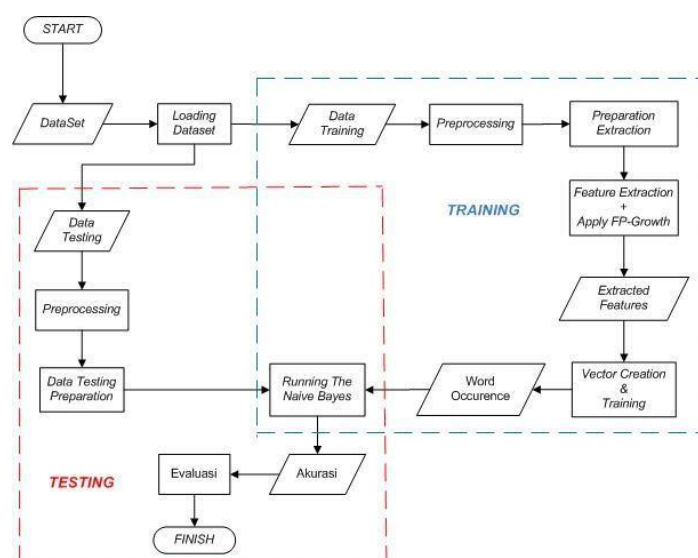 START
DataSet
Loading
Dataset
Data
Training
Preprocessing
Preparation
Extraction
Feature Extraction
+
Apply FP-Growth
TRAINING
Extracted
Features
Vector Creation
&
Training
Word
Occurence
Data
Testing
Preprocessing
Data Testing
Preparation
Running The
Naive Bayes
Akurasi
Evaluasi
TESTING
FINISH